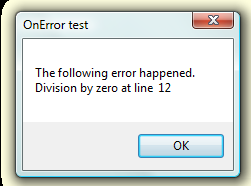 OnError test
The following error happened.
Division by zero at line 12
OK